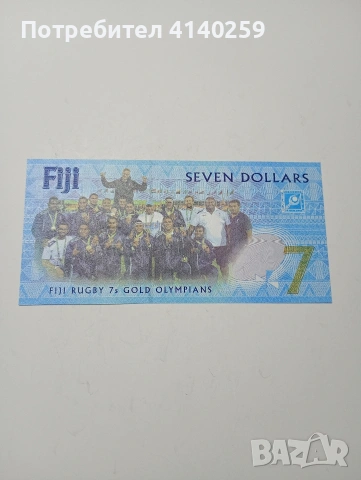 Потребител 4140259
FIJI
SEVEN DOLLARS
7
FIJI RUGBY 7s GOLD OLYMPIANS
BAZAR